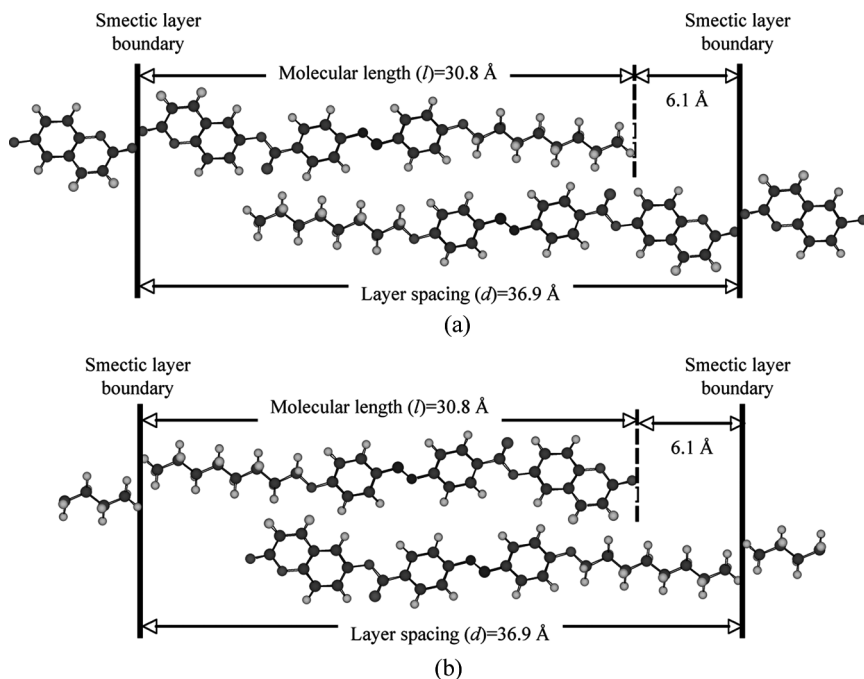 Smectic layer
boundary
Smectic layer
boundary
Molecular length (l)=30.8 Å
6.1 Å
Layer spacing (d)=36.9 Å
(a)
Smectic layer
boundary
Smectic layer
boundary
Molecular length (l)=30.8 Å
6.1 Å
Layer spacing (d)=36.9 Å
(b)